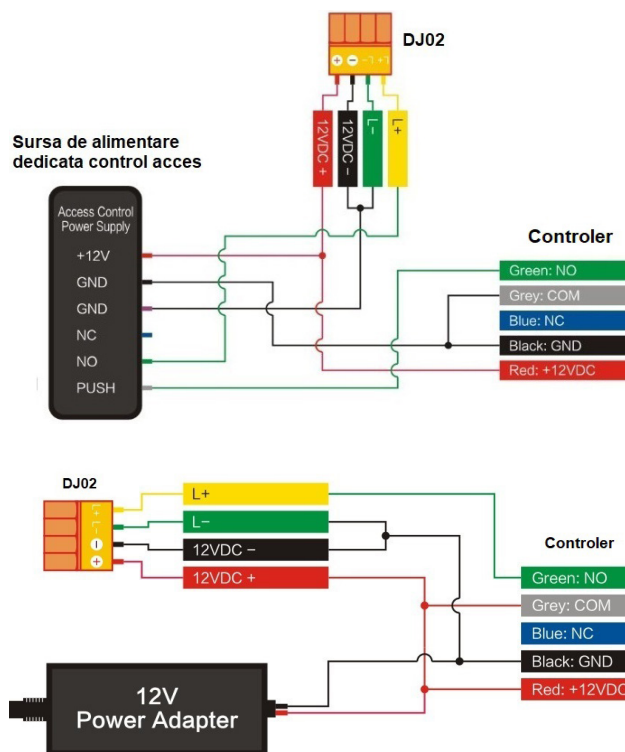 DJ02
+
−
L−
L+
12VDC +
12VDC −
L−
L+
Sursa de alimentare
dedicata control acces
Access Control
Power Supply
+12V
GND
GND
NC
NO
PUSH
Controler
Green: NO
Grey: COM
Blue: NC
Black: GND
Red: +12VDC
DJ02
L+
L−
−
+
L+
L−
12VDC −
12VDC +
Controler
Green: NO
Grey: COM
Blue: NC
Black: GND
Red: +12VDC
12V
Power Adapter